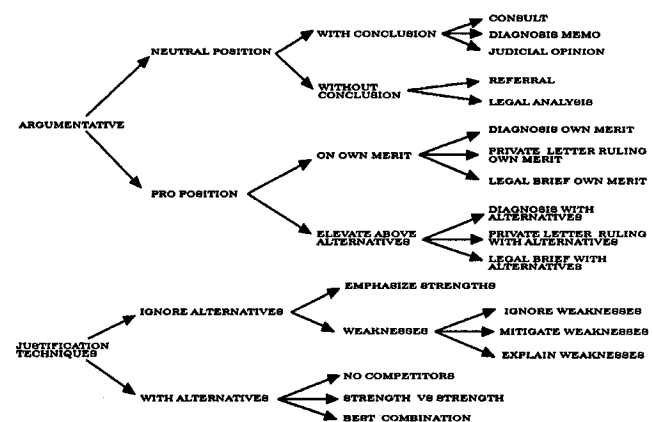 CONSULT
WITH CONCLUSION
DIAGNOSIS MEMO
NEUTRAL POSITION
JUDICIAL OPINION
WITHOUT
CONCLUSION
REFERRAL
LEGAL ANALYSIS
ARGUMENTATIVE
DIAGNOSIS OWN MERIT
ON OWN MERIT
PRIVATE LETTER RULING
OWN MERIT
LEGAL BRIEF OWN MERIT
PRO POSITION
DIAGNOSIS WITH
ALTERNATIVES
ELEVATE ABOVE
ALTERNATIVES
PRIVATE LETTER RULING
WITH ALTERNATIVES
LEGAL BRIEF WITH
ALTERNATIVES
EMPHASIZE STRENGTHS
IGNORE ALTERNATIVES
IGNORE WEAKNESSES
WEAKNESSES
MITIGATE WEAKNESSES
JUSTIFICATION
TECHNIQUES
EXPLAIN WEAKNESSES
NO COMPETITORS
WITH ALTERNATIVES
STRENGTH VS STRENGTH
BEST COMBINATION